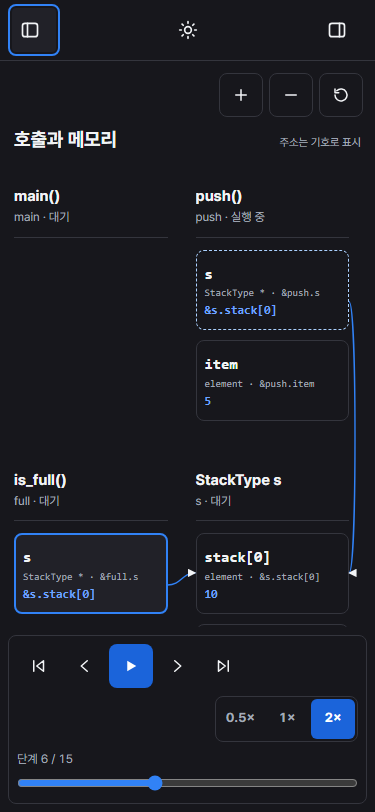 호출과 메모리
주소는 기호로 표시
main()
main · 대기
push()
push · 실행 중
s
StackType * · &push.s
&s.stack[0]
item
element · &push.item
5
is_full()
full · 대기
StackType s
s · 대기
s
StackType * · &full.s
&s.stack[0]
stack[0]
element · &s.stack[0]
10
0.5×
1×
2×
단계 6 / 15